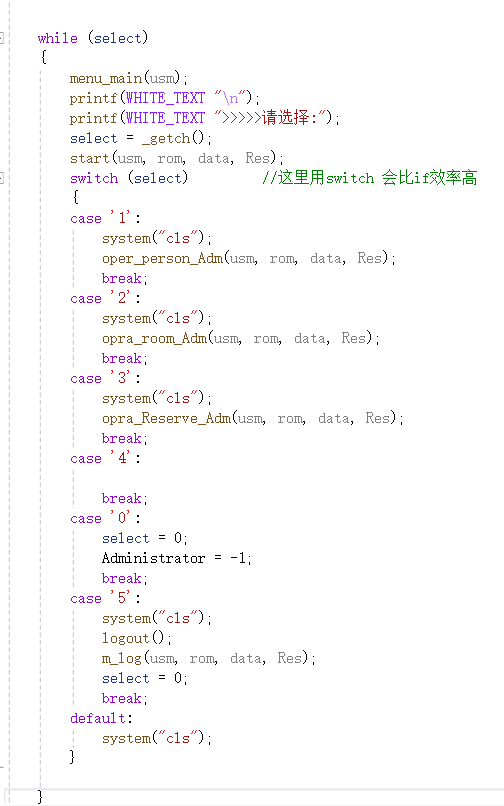 while (select)
{
menu_main(usm);
printf(WHITE_TEXT "\n");
printf(WHITE_TEXT ">>>>>请选择:");
select = _getch();
start(usm, rom, data, Res);
switch (select) //这里用switch 会比if效率高
{
case '1':
system("cls");
oper_person_Adm(usm, rom, data, Res);
break;
case '2':
system("cls");
opra_room_Adm(usm, rom, data, Res);
break;
case '3':
system("cls");
opra_Reserve_Adm(usm, rom, data, Res);
break;
case '4':
break;
case '0':
select = 0;
Administrator = -1;
break;
case '5':
system("cls");
logout();
m_log(usm, rom, data, Res);
select = 0;
break;
default:
system("cls");
}
}